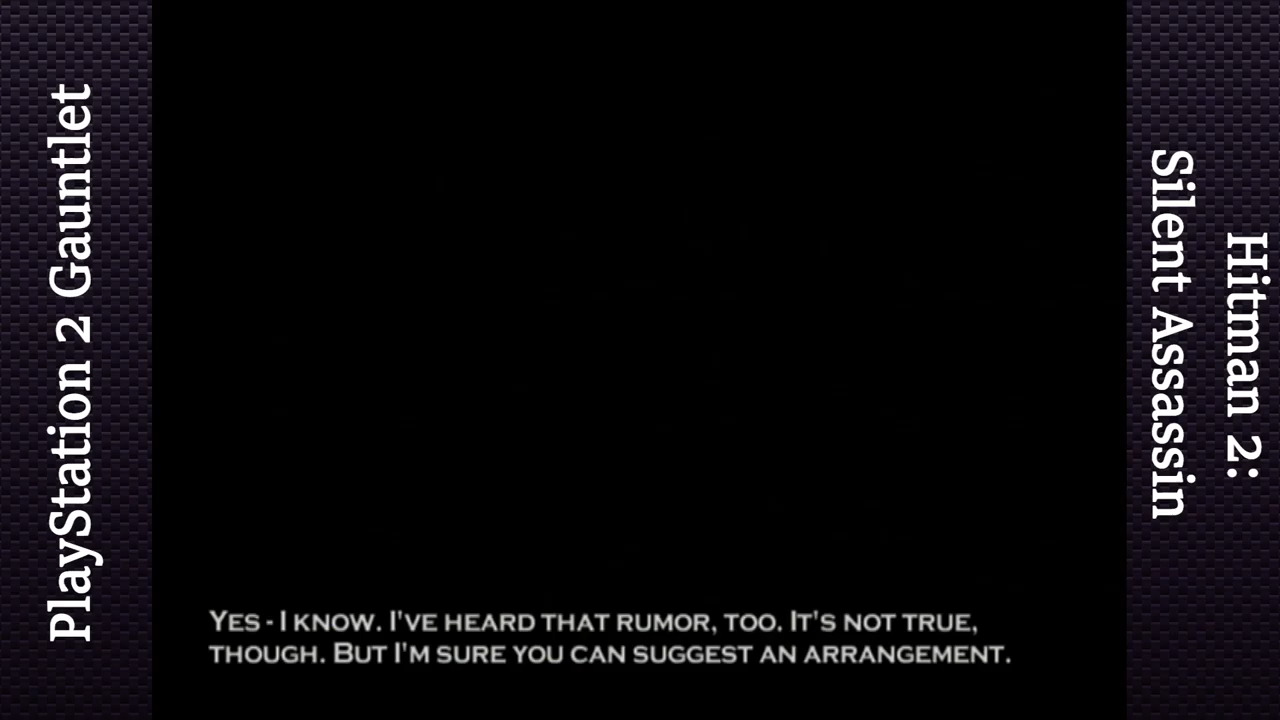 PlayStation 2 Gauntlet
YES - I KNOW. I'VE HEARD THAT RUMOR, TOO. IT'S NOT TRUE,
THOUGH. BUT I'M SURE YOU CAN SUGGEST AN ARRANGEMENT.
Hitman 2:
Silent Assassin